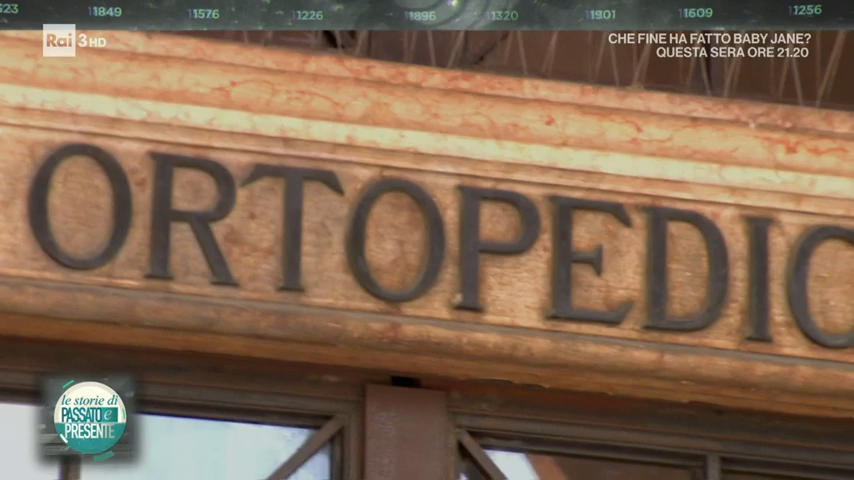 1849 1576 1226 1896 1320 1901 1609 1256
Rai 3 HD
CHE FINE HA FATTO BABY JANE?
QUESTA SERA ORE 21.20
ORTOPEDIC
le storie di
PASSATO e
PRESENTE